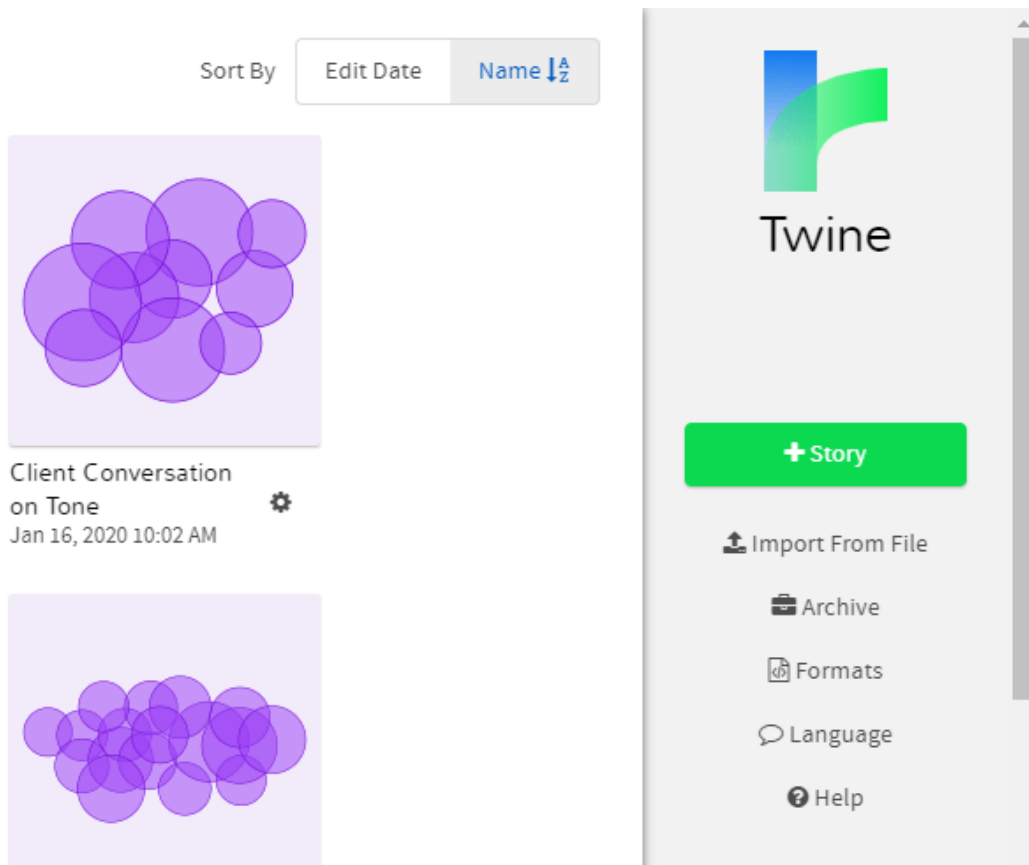 Sort By
Edit Date
Name
Client Conversation
on Tone
Jan 16, 2020 10:02 AM
Twine
+ Story
Import From File
Archive
Formats
Language
Help